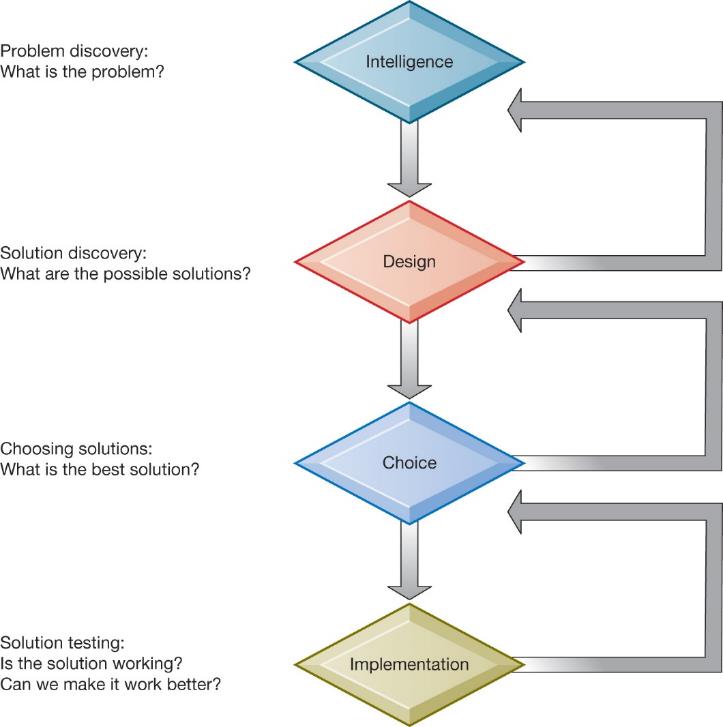 Problem discovery:
What is the problem?
Intelligence
Solution discovery:
What are the possible solutions?
Design
Choosing solutions:
What is the best solution?
Choice
Solution testing:
Is the solution working?
Can we make it work better?
Implementation